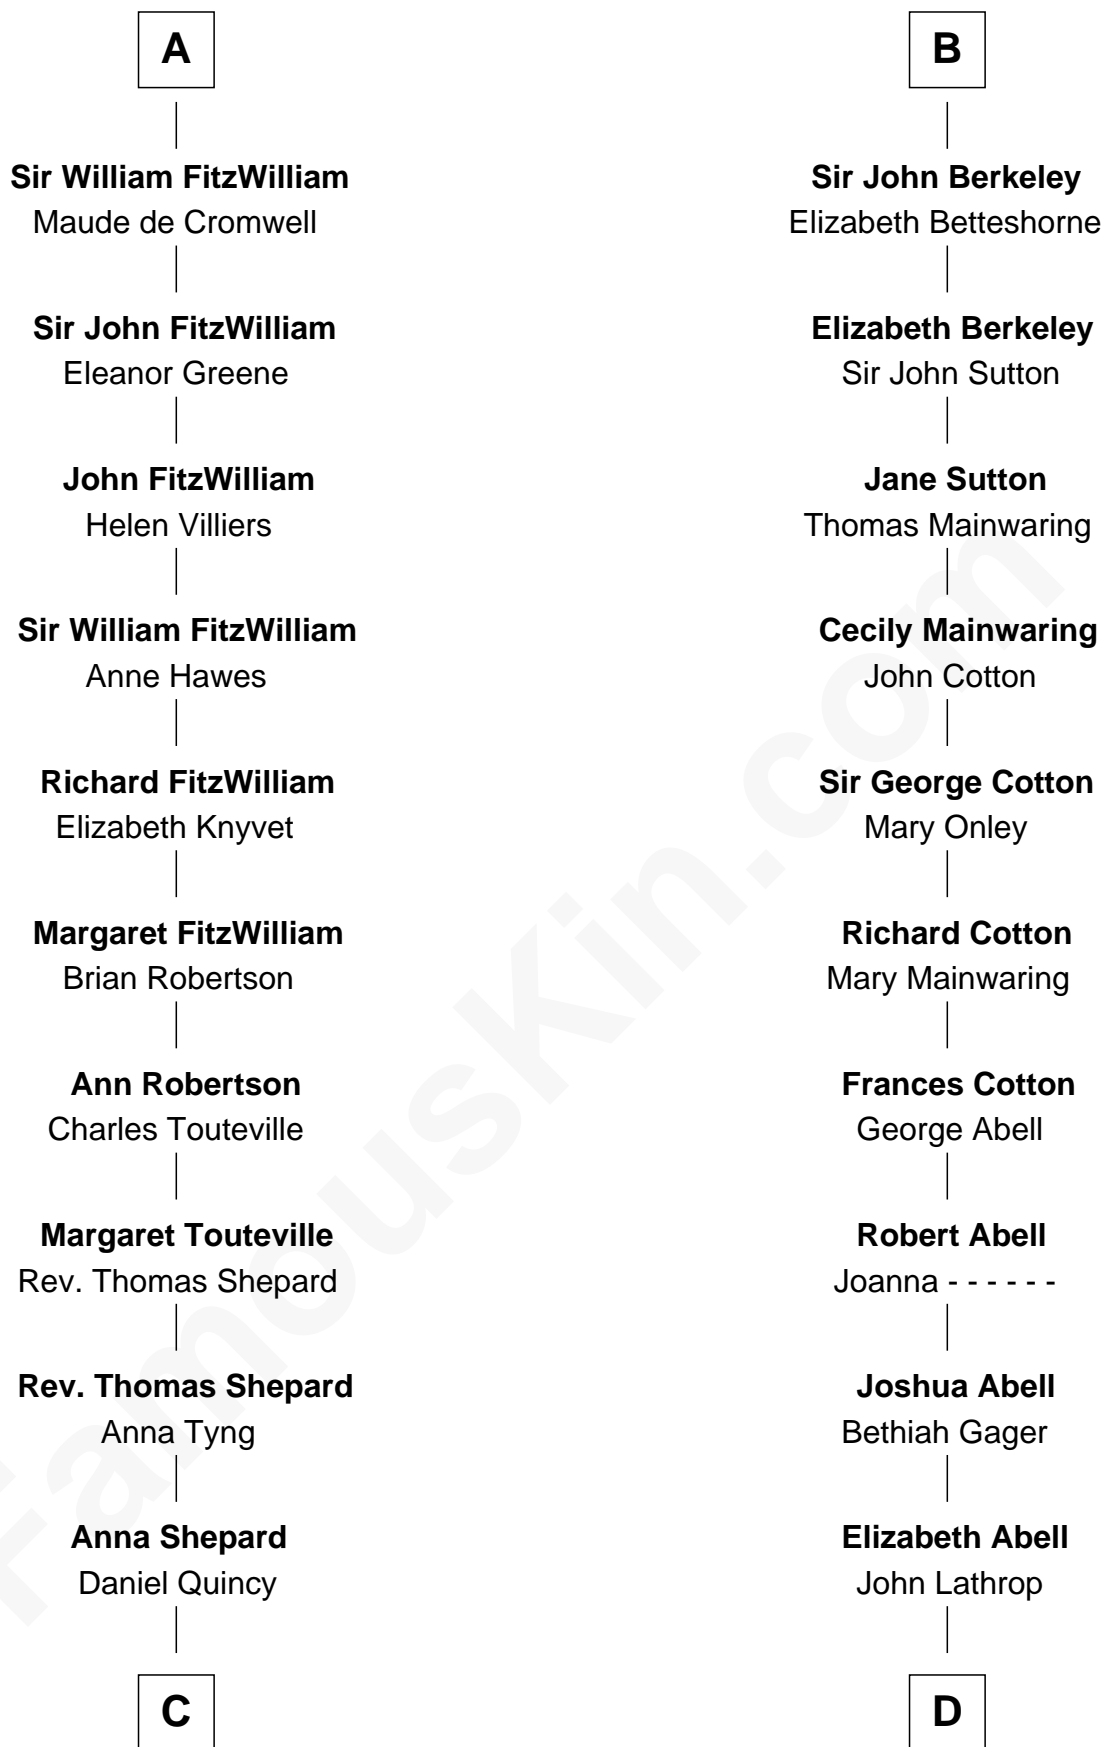 A
Sir William FitzWilliam
Maude de Cromwell
Sir John FitzWilliam
Eleanor Greene
John FitzWilliam
Helen Villiers
Sir William FitzWilliam
Anne Hawes
Richard FitzWilliam
Elizabeth Knyvet
Margaret FitzWilliam
Brian Robertson
Ann Robertson
Charles Touteville
Margaret Touteville
Rev. Thomas Shepard
Rev. Thomas Shepard
Anna Tyng
Anna Shepard
Daniel Quincy
C
B
Sir John Berkeley
Elizabeth Betteshorne
Elizabeth Berkeley
Sir John Sutton
Jane Sutton
Thomas Mainwaring
Cecily Mainwaring
John Cotton
Sir George Cotton
Mary Onley
Richard Cotton
Mary Mainwaring
Frances Cotton
George Abell
Robert Abell
Joanna - - - - - -
Joshua Abell
Bethiah Gager
Elizabeth Abell
John Lathrop
D
FamousKin.com